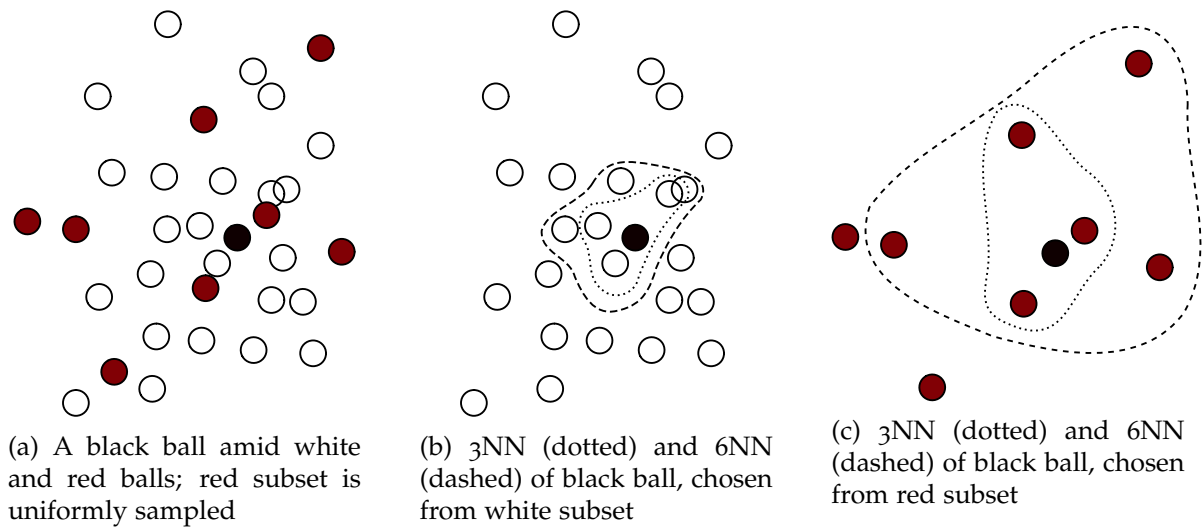 (a) A black ball amid white
and red balls; red subset is
uniformly sampled
(b) 3NN (dotted) and 6NN
(dashed) of black ball, chosen
from white subset
(c) 3NN (dotted) and 6NN
(dashed) of black ball, chosen
from red subset